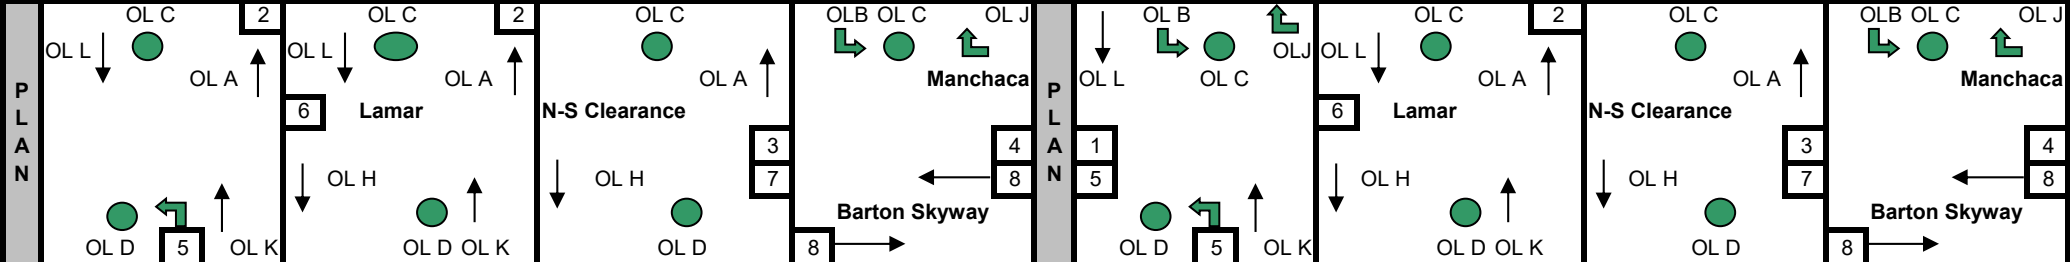 PLAN
OL C
2
OL L
OL A
OL D
5
OL K
OL C
2
OL L
OL A
6
Lamar
OL H
OL D OL K
OL C
OL A
N-S Clearance
3
7
OL H
OL D
OLB OL C OL J
Manchaca
4
8
Barton Skyway
8
PLAN
OL B
OLJ
OL L
OL C
1
5
OL D
5
OL K
OL C
2
OL L
OL A
6
Lamar
OL H
OL D OL K
OL C
OL A
N-S Clearance
3
7
OL H
OL D
OLB OL C OL J
Manchaca
4
8
Barton Skyway
8